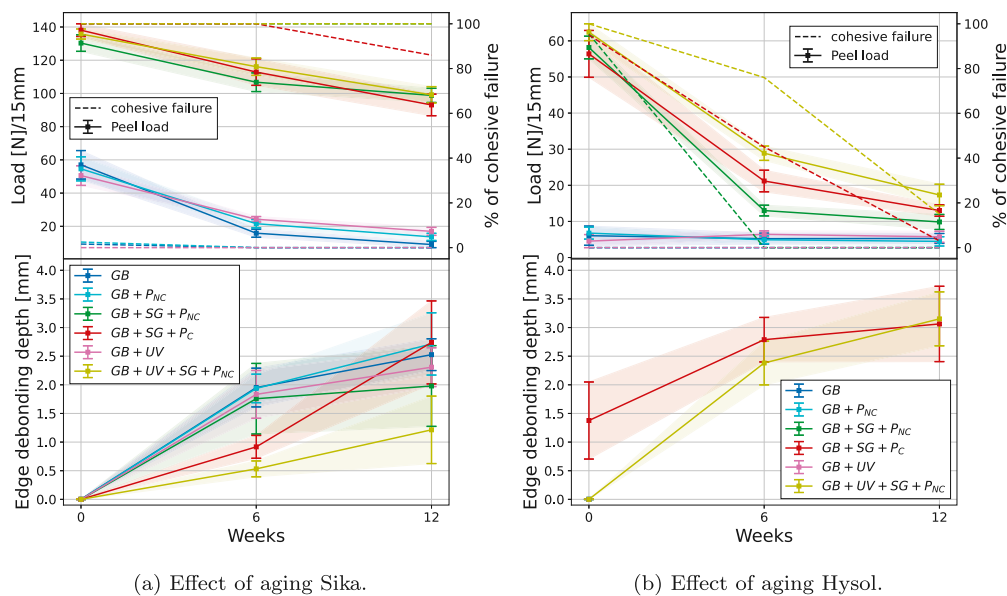 140
120
100
80
60
40
20
Load [N]/15mm
100
80
60
40
20
0
% of cohesive failure
cohesive failure
Peel load
4.0
3.5
3.0
2.5
2.0
1.5
1.0
0.5
0.0
Edge debonding depth [mm]
GB
GB + P_NC
GB + SG + P_NC
GB + SG + P_C
GB + UV
GB + UV + SG + P_NC
0 6 12
Weeks
(a) Effect of aging Sika.
60
50
40
30
20
10
0
Load [N]/15mm
100
80
60
40
20
0
% of cohesive failure
cohesive failure
Peel load
4.0
3.5
3.0
2.5
2.0
1.5
1.0
0.5
0.0
Edge debonding depth [mm]
GB
GB + P_NC
GB + SG + P_NC
GB + SG + P_C
GB + UV
GB + UV + SG + P_NC
0 6 12
Weeks
(b) Effect of aging Hysol.